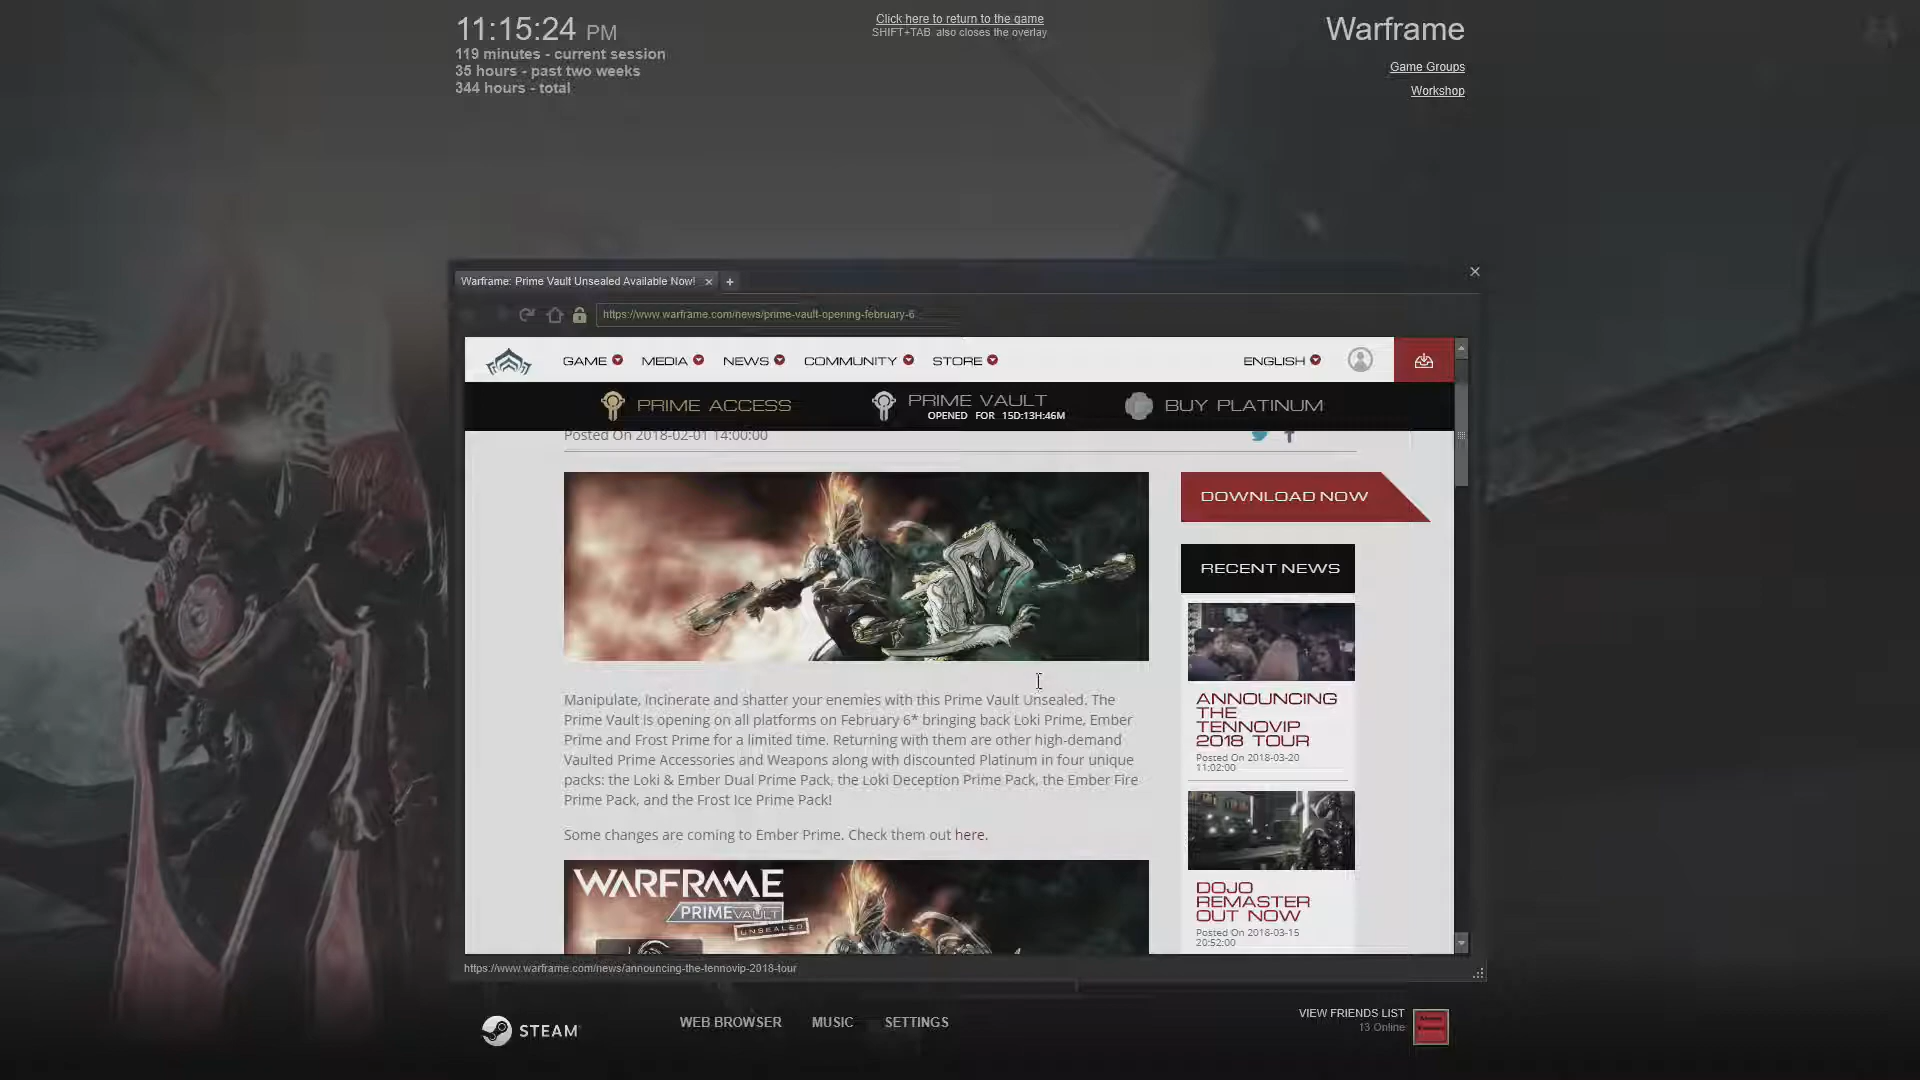 11:15:24 PM
119 minutes - current session
35 hours - past two weeks
344 hours - total
Click here to return to the game
SHIFT+TAB also closes the overlay
Warframe
Game Groups
Workshop
Warframe: Prime Vault Unsealed Available Now!
https://www.warframe.com/news/prime-vault-opening-february-6
GAME MEDIA NEWS COMMUNITY STORE ENGLISH
PRIME ACCESS
PRIME VAULT
OPENED FOR 15D:13H:46M
BUY PLATINUM
Posted On 2018-02-01 14:00:00
DOWNLOAD NOW
RECENT NEWS
Manipulate, incinerate and shatter your enemies with this Prime Vault Unsealed. The
Prime Vault is opening on all platforms on February 6* bringing back Loki Prime, Ember
Prime and Frost Prime for a limited time. Returning with them are other high-demand
Vaulted Prime Accessories and Weapons along with discounted Platinum in four unique
packs: the Loki & Ember Dual Prime Pack, the Loki Deception Prime Pack, the Ember Fire
Prime Pack, and the Frost Ice Prime Pack!
Some changes are coming to Ember Prime. Check them out here.
WARFRAME
PRIME VAULT
UNSEALED
ANNOUNCING
THE
TENNOVIP
2018 TOUR
Posted On 2018-03-20
11:02:00
DOJO
REMASTER
OUT NOW
Posted On 2018-03-15
20:52:00
https://www.warframe.com/news/announcing-the-tennovip-2018-tour
STEAM
WEB BROWSER MUSIC SETTINGS
VIEW FRIENDS LIST
13 Online